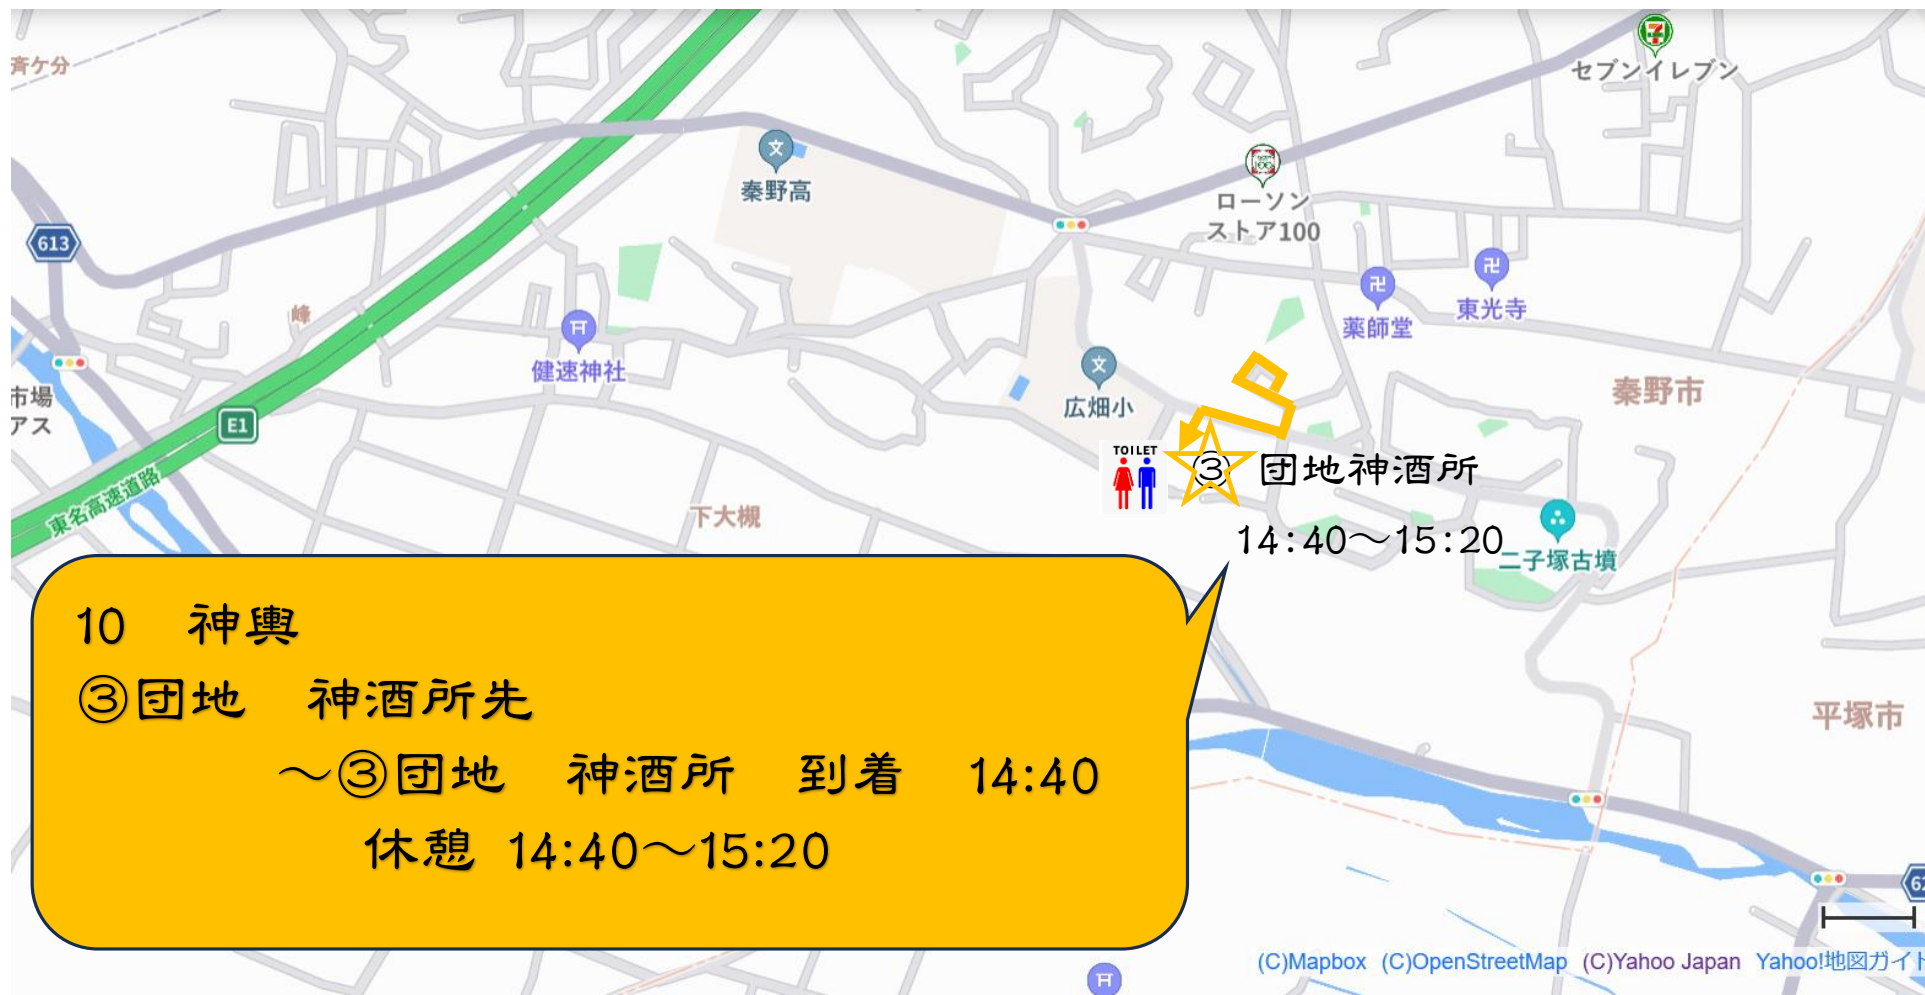 斉ケ分
セブンイレブン
秦野高
ローソン
ストア100
613
薬師堂
東光寺
峰
健速神社
広畑小
秦野市
市場
アス
E1
TOILET
③ 団地神酒所
14:40～15:20
東名高速道路
下大槻
二子塚古墳
10 神輿
③団地 神酒所先
～③団地 神酒所 到着 14:40
休憩 14:40～15:20
平塚市
62
(C)Mapbox (C)OpenStreetMap (C)Yahoo Japan Yahoo!地図ガイド